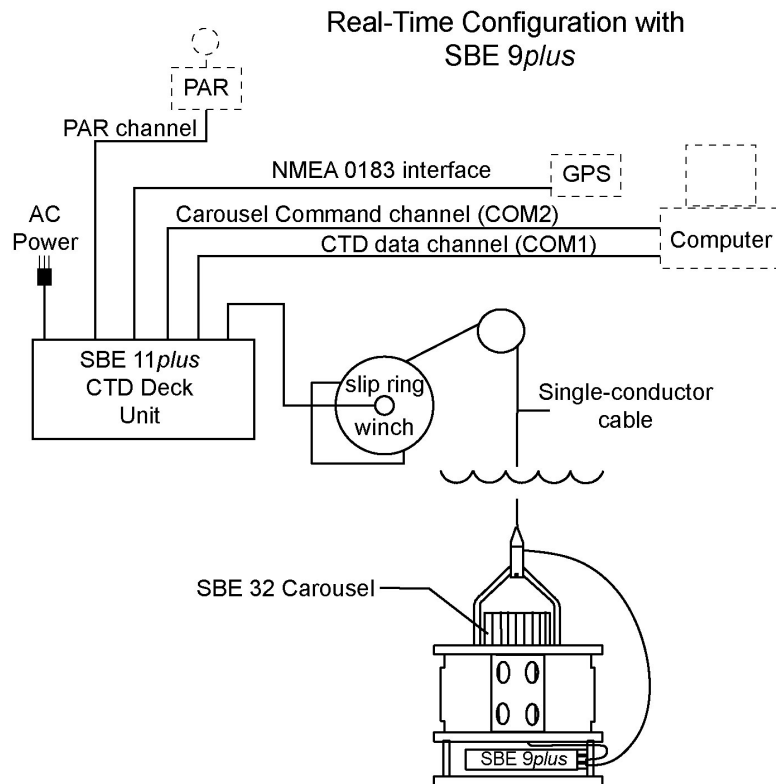 Real-Time Configuration with
SBE 9plus
PAR
PAR channel
NMEA 0183 interface
GPS
AC
Power
Carousel Command channel (COM2)
CTD data channel (COM1)
Computer
SBE 11plus
CTD Deck
Unit
slip ring
winch
Single-conductor
cable
SBE 32 Carousel
SBE 9plus